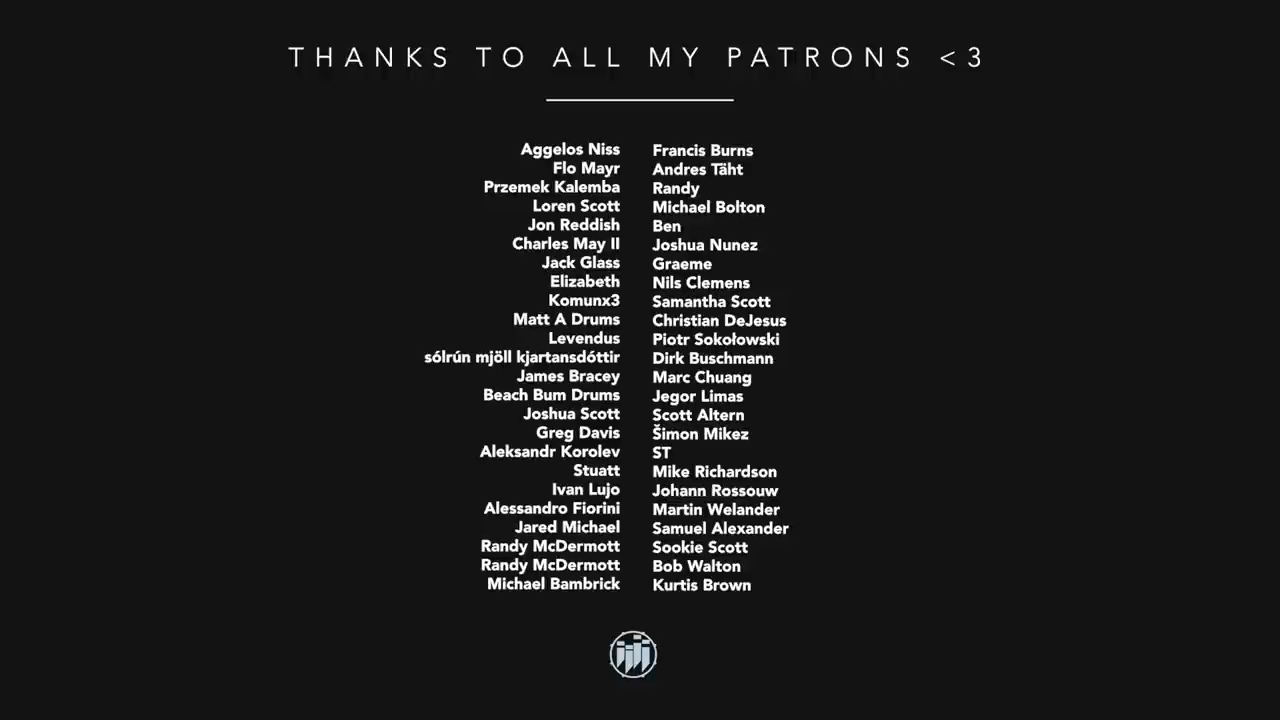 THANKS TO ALL MY PATRONS <3
Aggelos Niss
Flo Mayr
Przemek Kalemba
Loren Scott
Jon Reddish
Charles May II
Jack Glass
Elizabeth
Komunx3
Matt A Drums
Levendus
sólrún mjöll kjartansdóttir
James Bracey
Beach Bum Drums
Joshua Scott
Greg Davis
Aleksandr Korolev
Stuatt
Ivan Lujo
Alessandro Fiorini
Jared Michael
Randy McDermott
Randy McDermott
Michael Bambrick
Francis Burns
Andres Täht
Randy
Michael Bolton
Ben
Joshua Nunez
Graeme
Nils Clemens
Samantha Scott
Christian DeJesus
Piotr Sokołowski
Dirk Buschmann
Marc Chuang
Jegor Limas
Scott Altern
Šimon Mikez
ST
Mike Richardson
Johann Rossouw
Martin Welander
Samuel Alexander
Sookie Scott
Bob Walton
Kurtis Brown